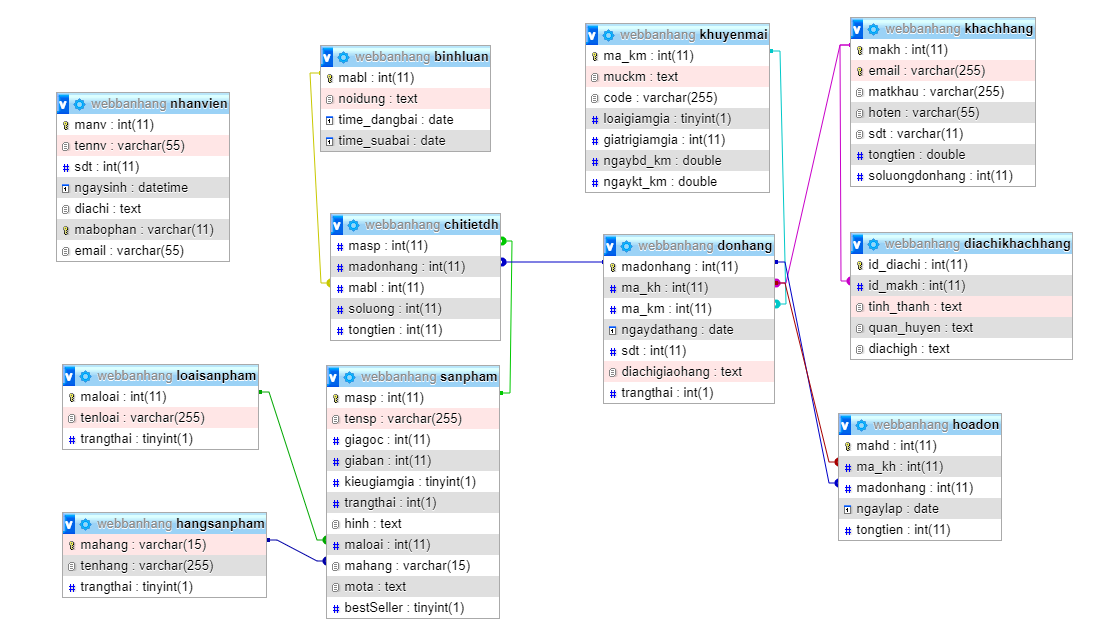 webbanhang nhanvien
manv : int(11)
tennv : varchar(55)
sdt : int(11)
ngaysinh : datetime
diachi : text
mabophan : varchar(11)
email : varchar(55)
webbanhang binhluan
mabl : int(11)
noidung : text
time_dangbai : date
time_suabai : date
webbanhang khuyenmai
ma_km : int(11)
muckm : text
code : varchar(255)
loaigiamgia : tinyint(1)
giatrigiamgia : int(11)
ngaybd_km : double
ngaykt_km : double
webbanhang khachhang
makh : int(11)
email : varchar(255)
matkhau : varchar(255)
hoten : varchar(55)
sdt : varchar(11)
tongtien : double
soluongdonhang : int(11)
webbanhang chitietdh
masp : int(11)
madonhang : int(11)
mabl : int(11)
soluong : int(11)
tongtien : int(11)
webbanhang donhang
madonhang : int(11)
ma_kh : int(11)
ma_km : int(11)
ngaydathang : date
sdt : int(11)
diachigiaohang : text
trangthai : int(1)
webbanhang diachikhachhang
id_diachi : int(11)
id_makh : int(11)
tinh_thanh : text
quan_huyen : text
diachigh : text
webbanhang loaisanpham
maloai : int(11)
tenloai : varchar(255)
trangthai : tinyint(1)
webbanhang sanpham
masp : int(11)
tensp : varchar(255)
giagoc : int(11)
giaban : int(11)
kieugiamgia : tinyint(1)
trangthai : int(1)
hinh : text
maloai : int(11)
mahang : varchar(15)
mota : text
bestSeller : tinyint(1)
webbanhang hoadon
mahd : int(11)
ma_kh : int(11)
madonhang : int(11)
ngaylap : date
tongtien : int(11)
webbanhang hangsanpham
mahang : varchar(15)
tenhang : varchar(255)
trangthai : tinyint(1)